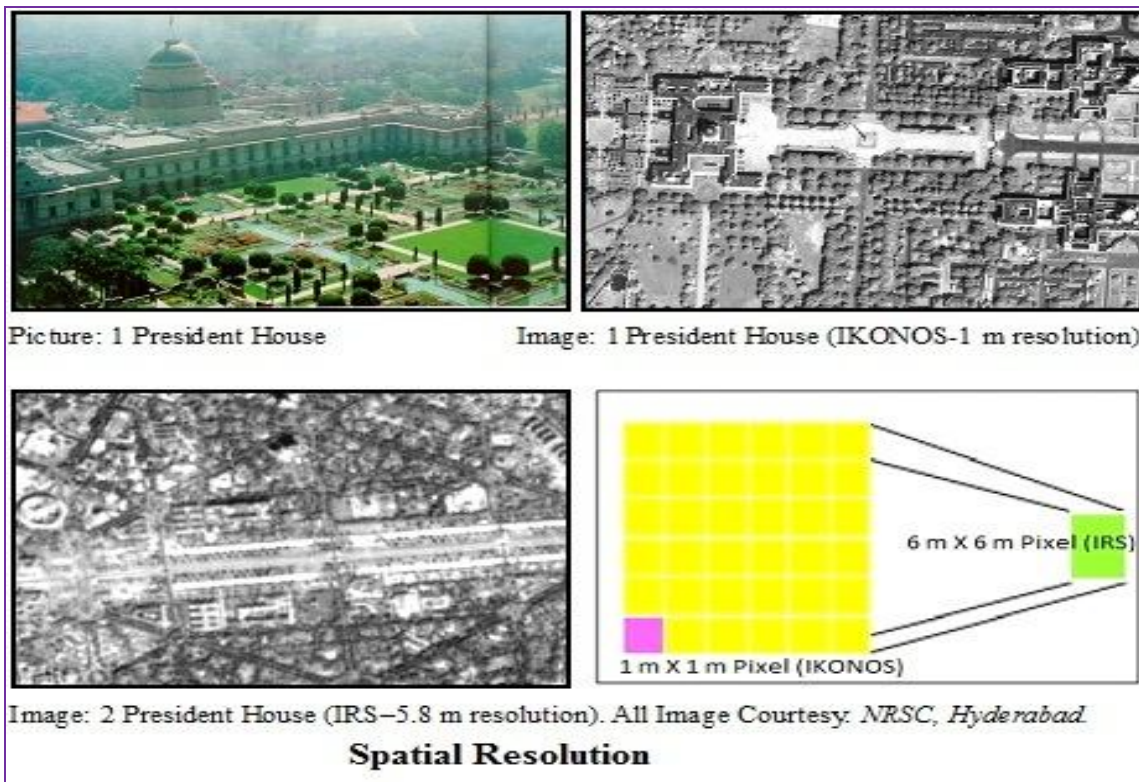 Picture: 1 President House
Image: 1 President House (IKONOS-1 m resolution)
6 m X 6 m Pixel (IRS)
1 m X 1 m Pixel (IKONOS)
Image: 2 President House (IRS–5.8 m resolution). All Image Courtesy: NRSC, Hyderabad.
Spatial Resolution